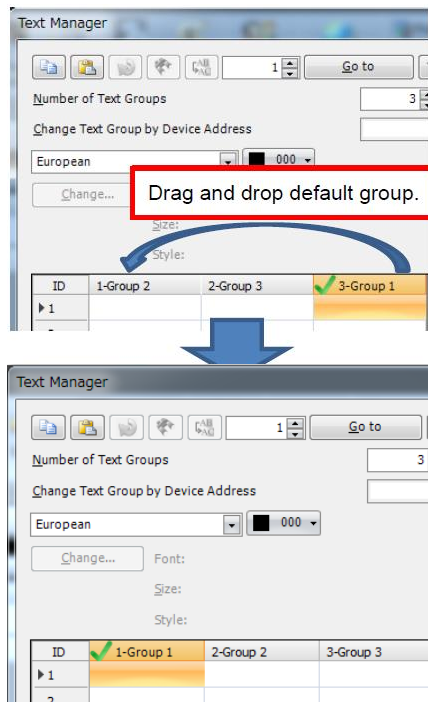 Text Manager
1 Go to
Number of Text Groups 3
Change Text Group by Device Address
European 000
Change... Drag and drop default group.
Size:
Style:
ID 1-Group 2 2-Group 3 3-Group 1
1
Text Manager
1 Go to
Number of Text Groups 3
Change Text Group by Device Address
European 000
Change... Font:
Size:
Style:
ID 1-Group 1 2-Group 2 3-Group 3
1
2